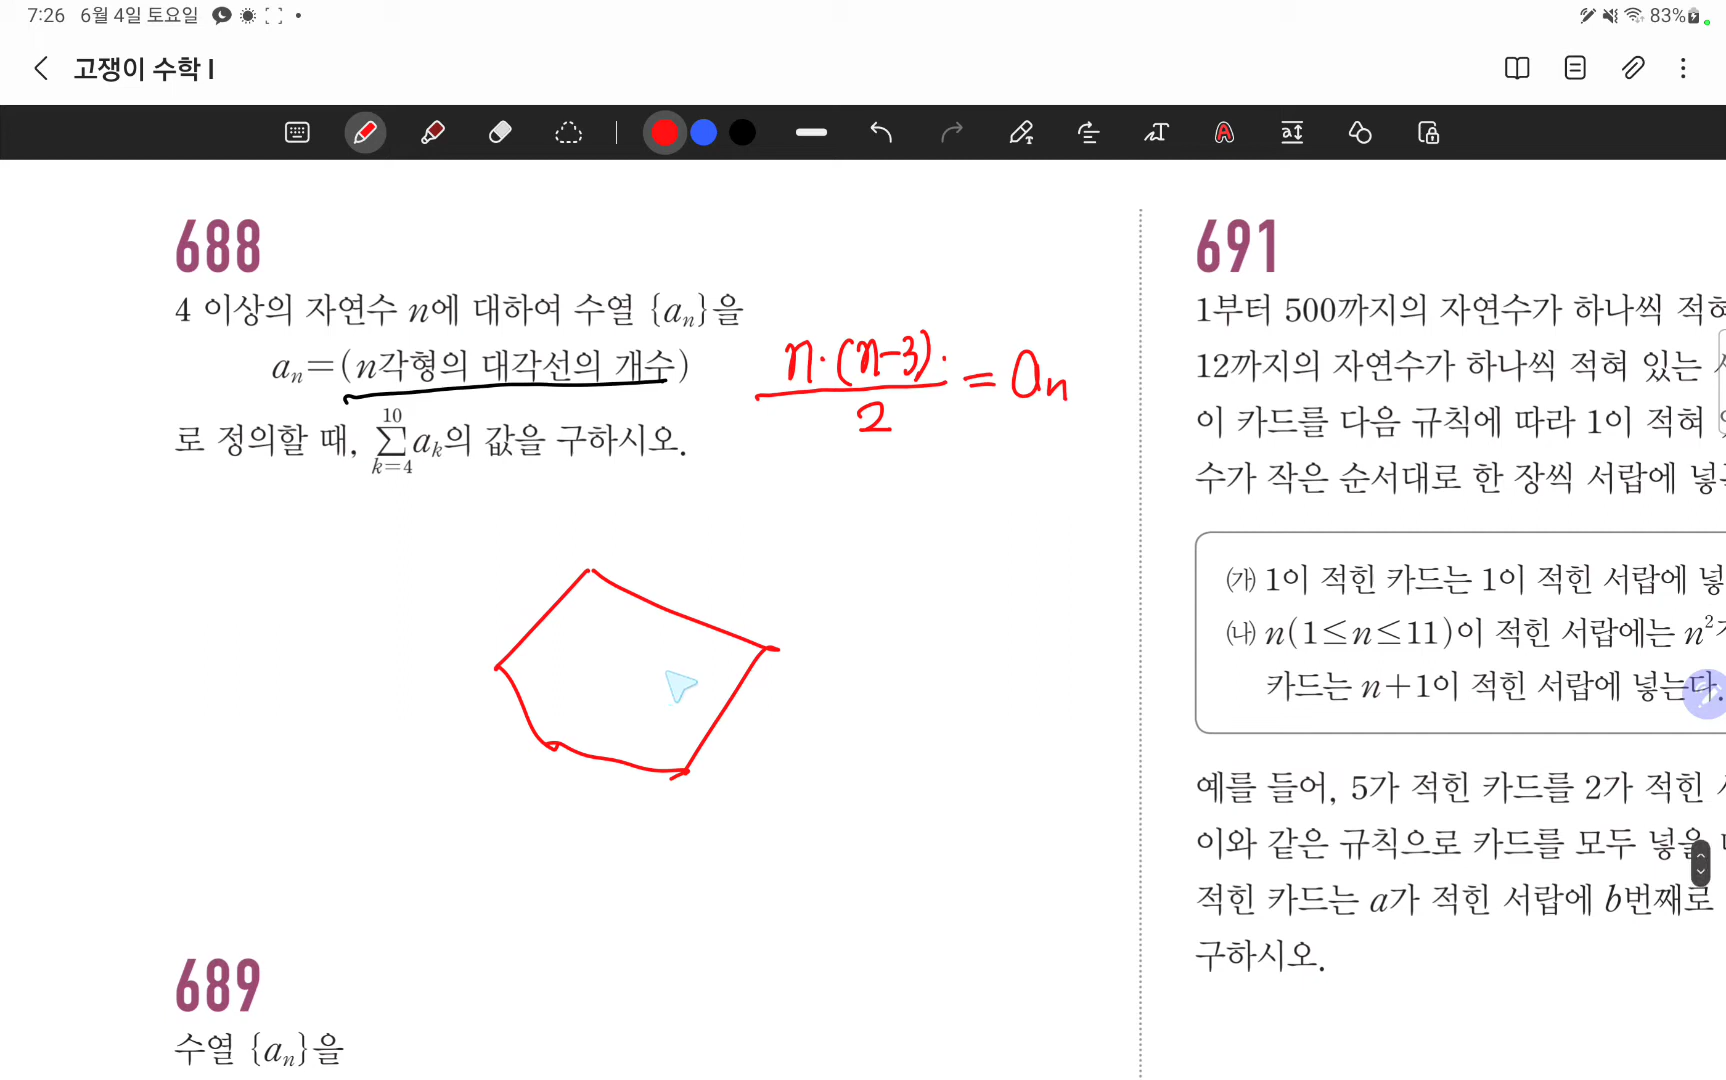 7:26 6월 4일 토요일
83%
고쟁이 수학 I
688
4 이상의 자연수 n에 대하여 수열 {aₙ}을
aₙ=(n각형의 대각선의 개수)
n·(n-3)·/2 = aₙ
로 정의할 때, ∑_{k=4}^{10} aₖ의 값을 구하시오.
689
수열 {aₙ}을
691
1부터 500까지의 자연수가 하나씩 적혀
12까지의 자연수가 하나씩 적혀 있는
이 카드를 다음 규칙에 따라 1이 적혀
수가 작은 순서대로 한 장씩 서랍에 넣
㈎ 1이 적힌 카드는 1이 적힌 서랍에 넣
㈏ n(1≤n≤11)이 적힌 서랍에는 n²
카드는 n+1이 적힌 서랍에 넣는다.
예를 들어, 5가 적힌 카드를 2가 적힌
이와 같은 규칙으로 카드를 모두 넣을
적힌 카드는 a가 적힌 서랍에 b번째로
구하시오.